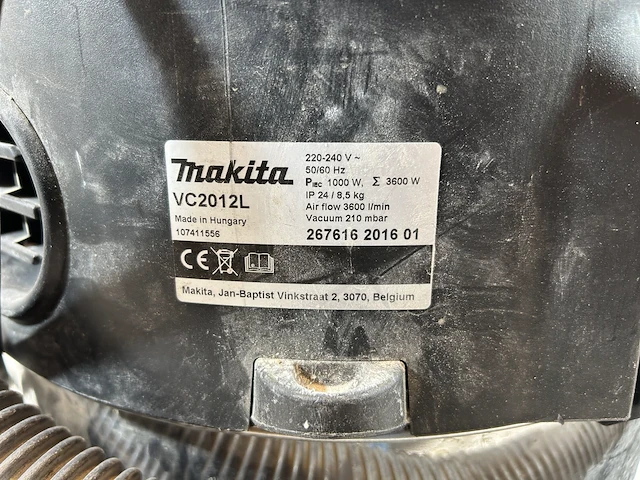 makita
VC2012L
Made in Hungary
107411556
220-240 V ~
50/60 Hz
PIEC 1000 W, Σ 3600 W
IP 24 / 8,5 kg
Air flow 3600 l/min
Vacuum 210 mbar
267616 2016 01
CE
Makita, Jan-Baptist Vinkstraat 2, 3070, Belgium